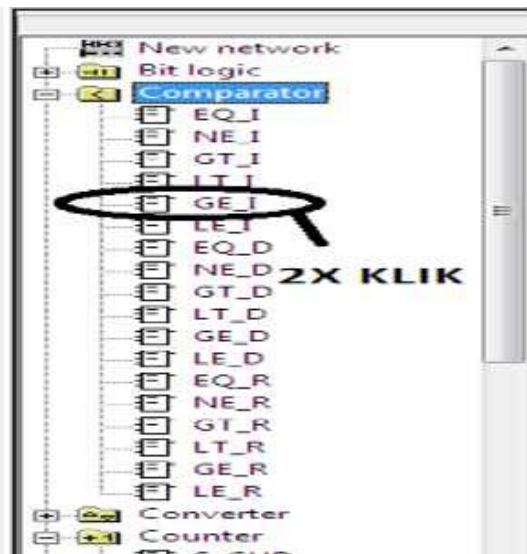 New network
Bit logic
Comparator
EQ_I
NE_I
GT_I
LT_I
GE_I
LE_I
EQ_D
NE_D
2X KLIK
GT_D
LT_D
GE_D
LE_D
EQ_R
NE_R
GT_R
LT_R
GE_R
LE_R
Converter
Counter